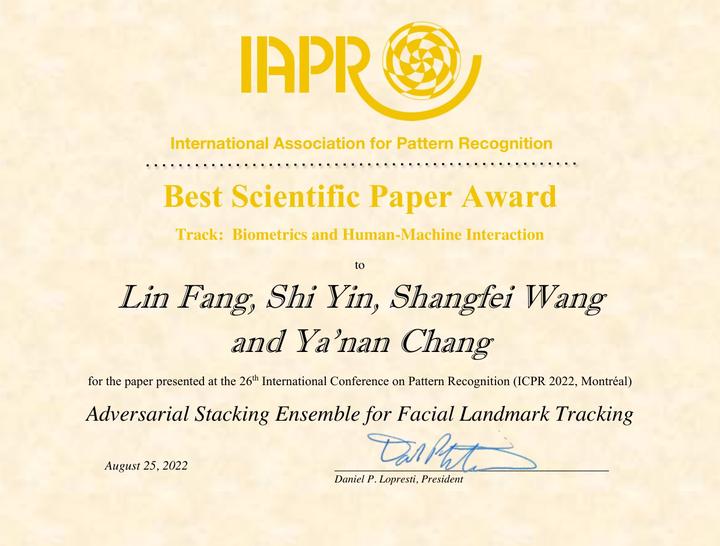 IAPR
International Association for Pattern Recognition
Best Scientific Paper Award
Track: Biometrics and Human-Machine Interaction
to
Lin Fang, Shi Yin, Shangfei Wang
and Ya'nan Chang
for the paper presented at the 26th International Conference on Pattern Recognition (ICPR 2022, Montréal)
Adversarial Stacking Ensemble for Facial Landmark Tracking
August 25, 2022
Daniel P. Lopresti, President